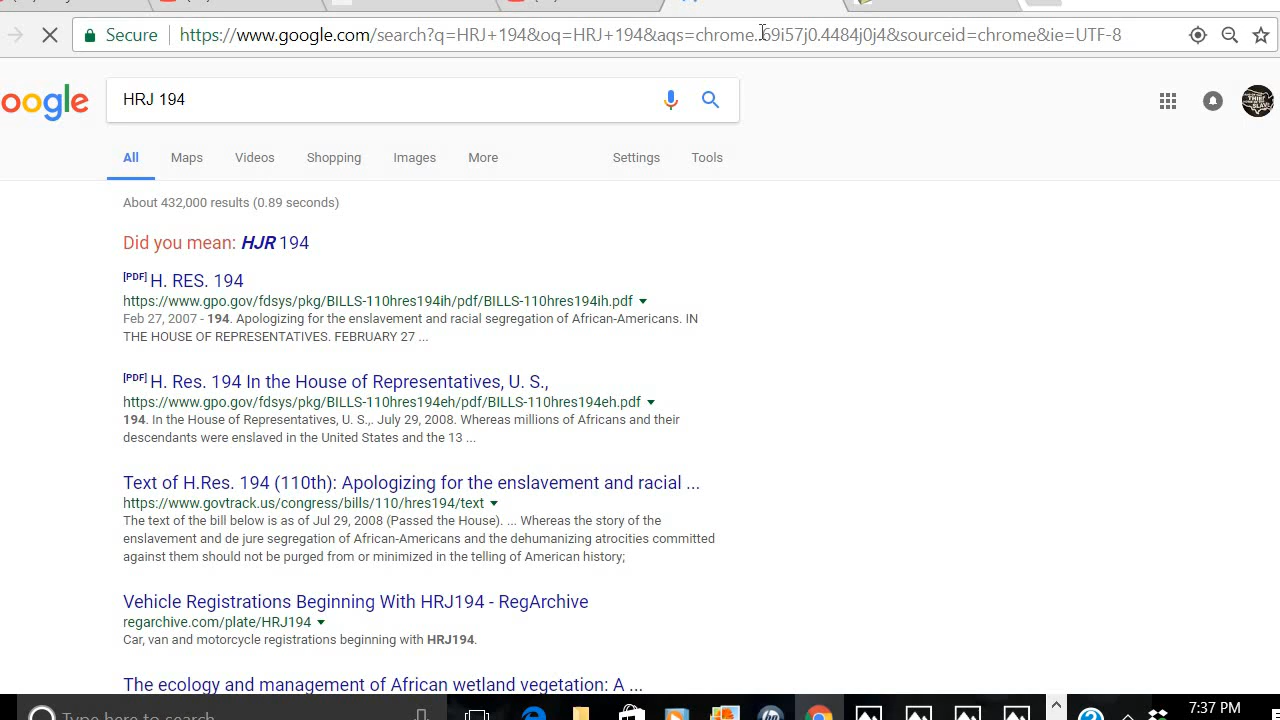 Secure
https://www.google.com/search?q=HRJ+194&oq=HRJ+194&aqs=chrome..69i57j0.4484j0j4&sourceid=chrome&ie=UTF-8
oogle
HRJ 194
All Maps Videos Shopping Images More Settings Tools
About 432,000 results (0.89 seconds)
Did you mean: HJR 194
[PDF] H. RES. 194
https://www.gpo.gov/fdsys/pkg/BILLS-110hres194ih/pdf/BILLS-110hres194ih.pdf
Feb 27, 2007 - 194. Apologizing for the enslavement and racial segregation of African-Americans. IN
THE HOUSE OF REPRESENTATIVES. FEBRUARY 27 ...
[PDF] H. Res. 194 In the House of Representatives, U. S.,
https://www.gpo.gov/fdsys/pkg/BILLS-110hres194eh/pdf/BILLS-110hres194eh.pdf
194. In the House of Representatives, U. S.,. July 29, 2008. Whereas millions of Africans and their
descendants were enslaved in the United States and the 13 ...
Text of H.Res. 194 (110th): Apologizing for the enslavement and racial ...
https://www.govtrack.us/congress/bills/110/hres194/text
The text of the bill below is as of Jul 29, 2008 (Passed the House). ... Whereas the story of the
enslavement and de jure segregation of African-Americans and the dehumanizing atrocities committed
against them should not be purged from or minimized in the telling of American history;
Vehicle Registrations Beginning With HRJ194 - RegArchive
regarchive.com/plate/HRJ194
Car, van and motorcycle registrations beginning with HRJ194.
The ecology and management of African wetland vegetation: A ...
Type here to search
7:37 PM